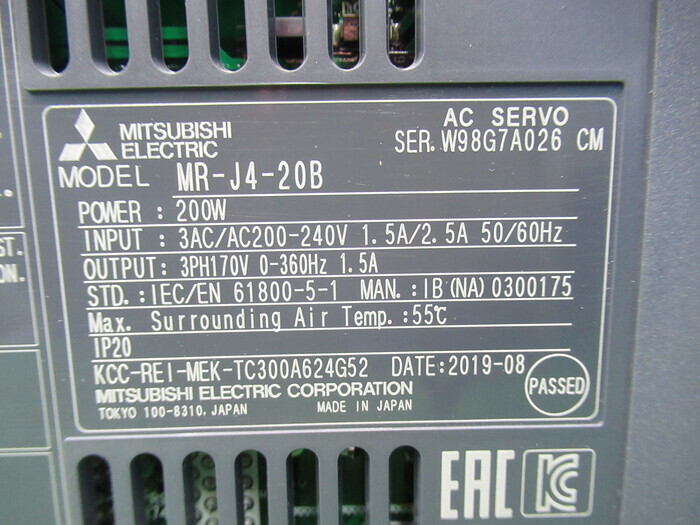 AC SERVO
MITSUBISHI
ELECTRIC
SER. W98G7A026 CM
MODEL MR-J4-20B
POWER : 200W
INPUT : 3AC/AC200-240V 1.5A/2.5A 50/60Hz
OUTPUT: 3PH170V 0-360Hz 1.5A
STD.: IEC/EN 61800-5-1 MAN.: IB(NA)0300175
Max. Surrounding Air Temp.:55℃
IP20
KCC-REI-MEK-TC300A624G52 DATE:2019-08
PASSED
MITSUBISHI ELECTRIC CORPORATION
TOKYO 100-8310, JAPAN MADE IN JAPAN
EAC
ST.
ON.